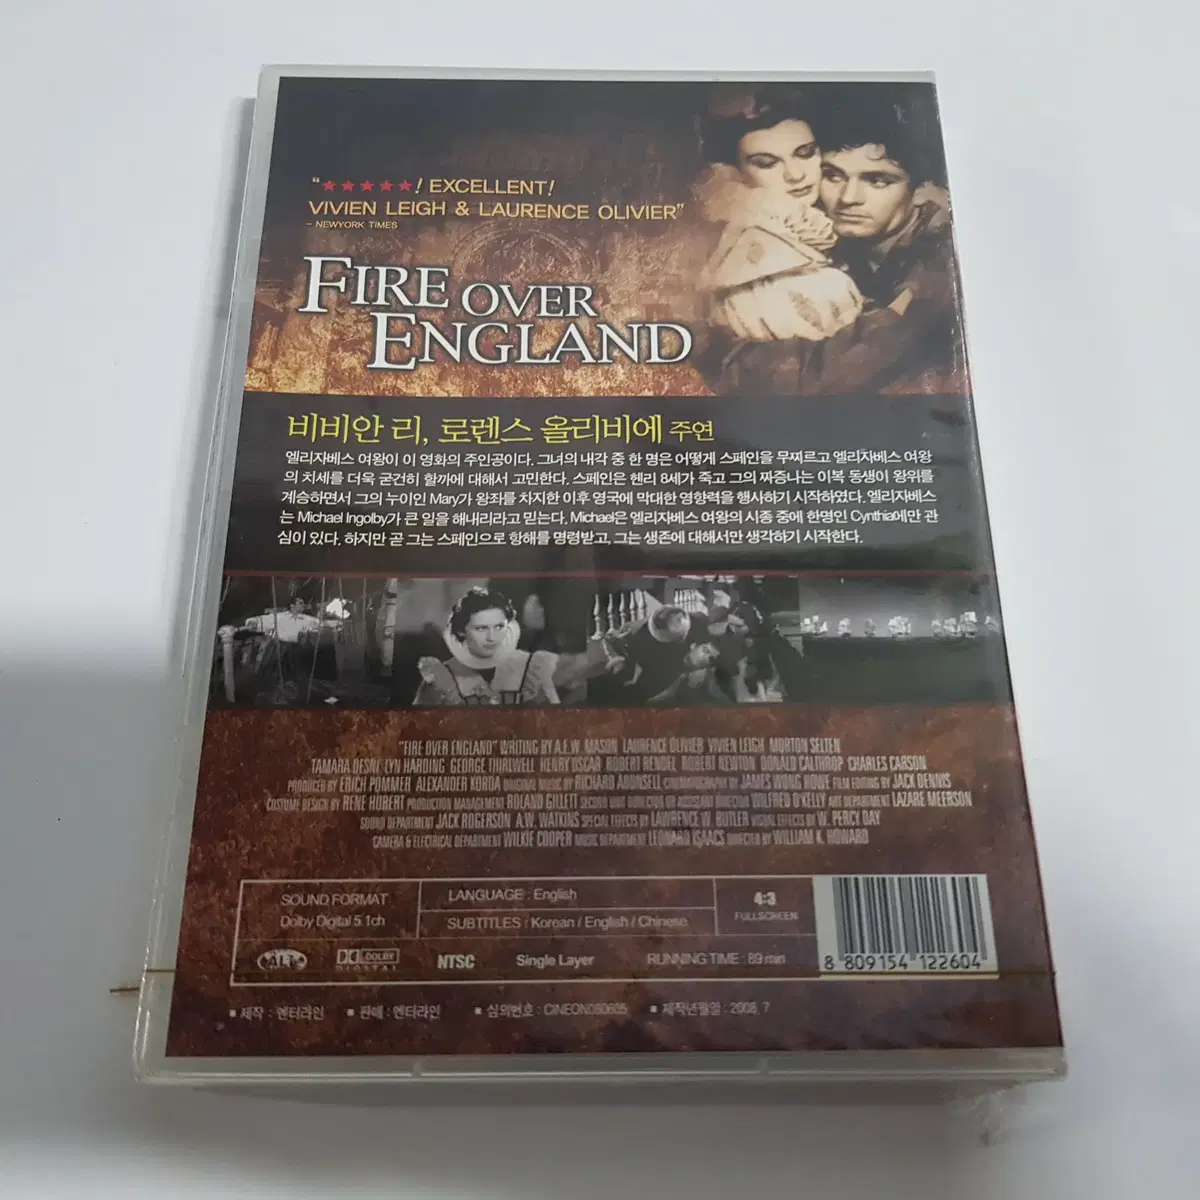 "★★★★★! EXCELLENT!
VIVIEN LEIGH & LAURENCE OLIVIER"
- NEWYORK TIMES
FIRE OVER
ENGLAND
비비안 리, 로렌스 올리비에 주연
엘리자베스 여왕이 이 영화의 주인공이다. 그녀의 내각 중 한 명은 어떻게 스페인을 무찌르고 엘리자베스 여왕
의 치세를 더욱 굳건히 할까에 대해서 고민한다. 스페인은 헨리 8세가 죽고 그의 짜증나는 이복 동생이 왕위를
계승하면서 그의 누이인 Mary가 왕좌를 차지한 이후 영국에 막대한 영향력을 행사하기 시작하였다. 엘리자베스
는 Michael Ingolby가 큰 일을 해내리라고 믿는다. Michael은 엘리자베스 여왕의 시종 중에 한명인 Cynthia에만 관
심이 있다. 하지만 곧 그는 스페인으로 항해를 명령받고, 그는 생존에 대해서만 생각하기 시작한다.
"FIRE OVER ENGLAND" WRITING BY A.E.W. MASON LAURENCE OLIVIER VIVIEN LEIGH MORTON SELTEN
TAMARA DESNI LYN HARDING GEORGE THIRLWELL HENRY OSCAR ROBERT RENDEL ROBERT NEWTON DONALD CALTHROP CHARLES CARSON
PRODUCED BY ERICH POMMER ALEXANDER KORDA ORIGINAL MUSIC BY RICHARD ADDINSELL CINEMATOGRAPHY BY JAMES WONG HOWE FILM EDITING BY JACK DENNIS
COSTUME DESIGN BY RENE HUBERT PRODUCTION MANAGEMENT ROLAND GILLETT SECOND UNIT DIRECTOR OR ASSISTANT DIRECTOR WILFRED O'KELLY ART DEPARTMENT LAZARE MEERSON
SOUND DEPARTMENT JACK ROGERSON A.W. WATKINS SPECIAL EFFECTS BY LAWRENCE W. BUTLER VISUAL EFFECTS BY W. PERCY DAY
CAMERA & ELECTRICAL DEPARTMENT WILKIE COOPER MUSIC DEPARTMENT LEONARD ISAACS DIRECTED BY WILLIAM K. HOWARD
SOUND FORMAT
Dolby Digital 5.1ch
LANGUAGE : English
SUBTITLES : Korean / English / Chinese
4:3
FULLSCREEN
ALL
DOLBY
DIGITAL
NTSC
Single Layer
RUNNING TIME : 89 min
8 809154 122604
■ 제작 : 엔터라인 ■ 판매 : 엔터라인 ■ 심의번호 : CINEON080605 ■ 제작년월일 : 2008. 7